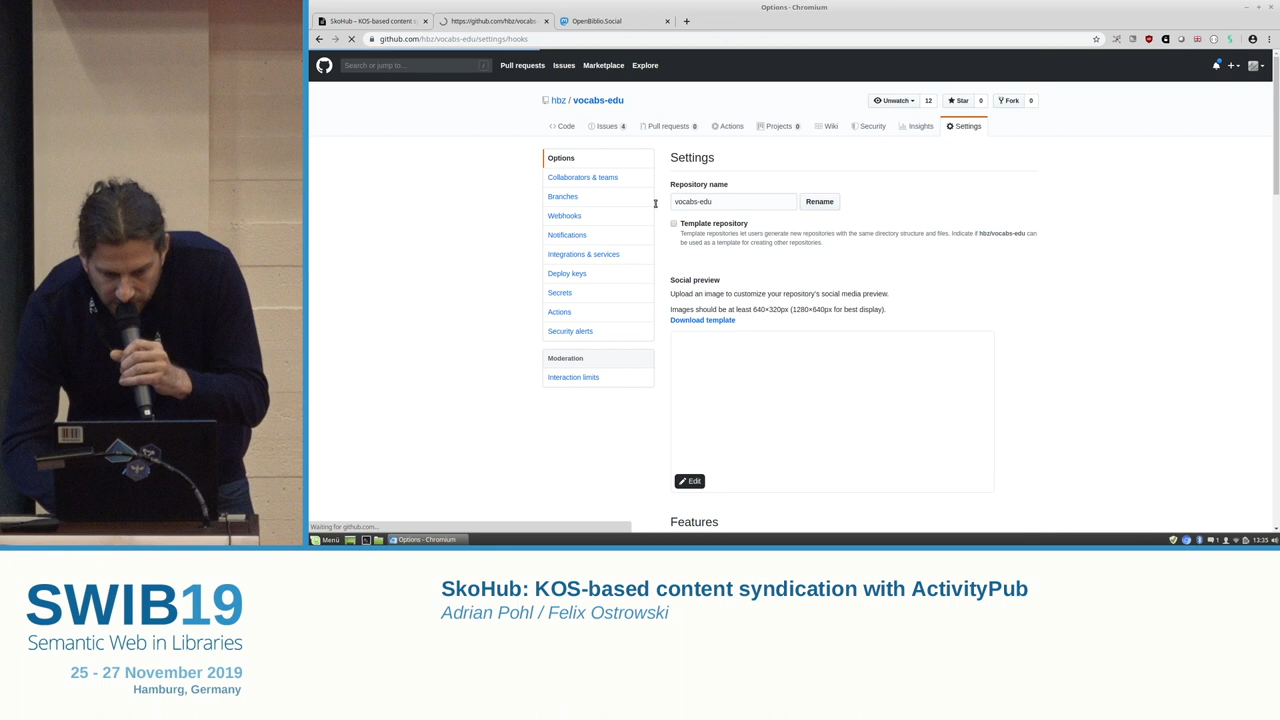 Options - Chromium
SkoHub – KOS-based content s
https://github.com/hbz/vocabs-
OpenBiblio.Social
github.com/hbz/vocabs-edu/settings/hooks
Search or jump to...
/
Pull requests
Issues
Marketplace
Explore
hbz / vocabs-edu
Unwatch 12
Star 0
Fork 0
Code
Issues 4
Pull requests 0
Actions
Projects 0
Wiki
Security
Insights
Settings
Options
Collaborators & teams
Branches
Webhooks
Notifications
Integrations & services
Deploy keys
Secrets
Actions
Security alerts
Moderation
Interaction limits
Settings
Repository name
vocabs-edu
Rename
Template repository
Template repositories let users generate new repositories with the same directory structure and files. Indicate if hbz/vocabs-edu can
be used as a template for creating other repositories.
Social preview
Upload an image to customize your repository's social media preview.
Images should be at least 640×320px (1280×640px for best display).
Download template
Edit
Features
Waiting for github.com...
Menü
Options - Chromium
1
13:35
SWIB19
Semantic Web in Libraries
25 - 27 November 2019
Hamburg, Germany
SkoHub: KOS-based content syndication with ActivityPub
Adrian Pohl / Felix Ostrowski